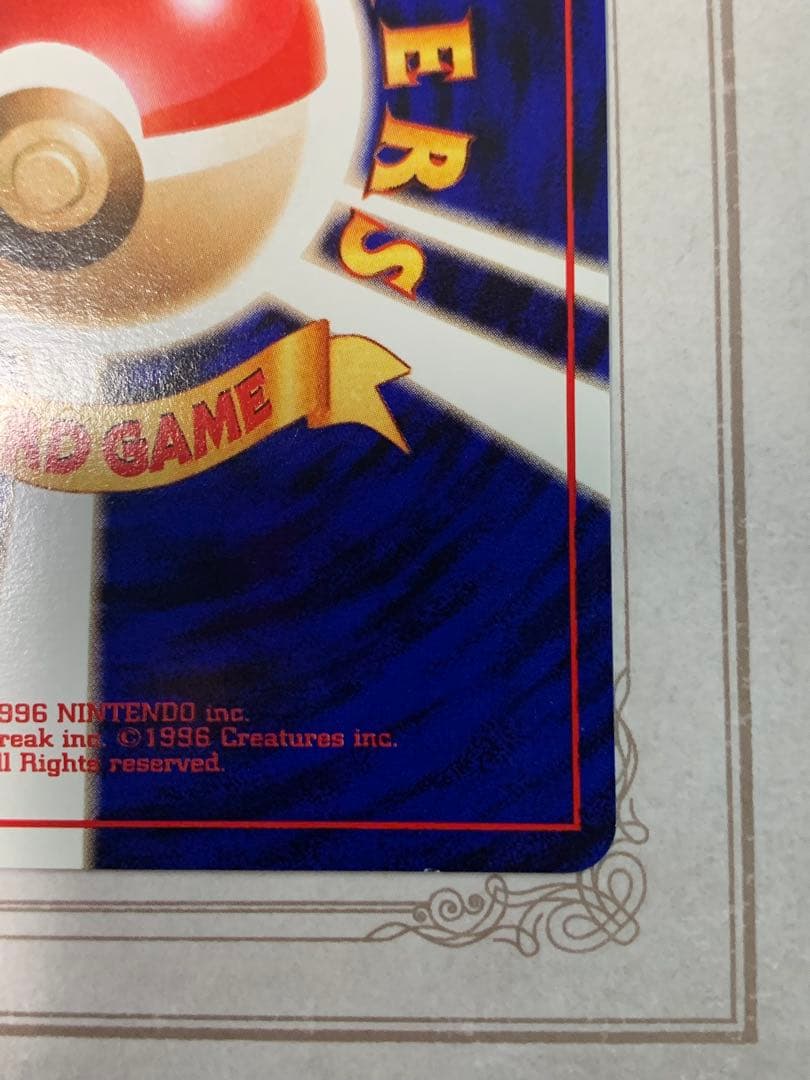 ERS
RD GAME
996 NINTENDO inc.
reak inc. ©1996 Creatures inc.
ll Rights reserved.